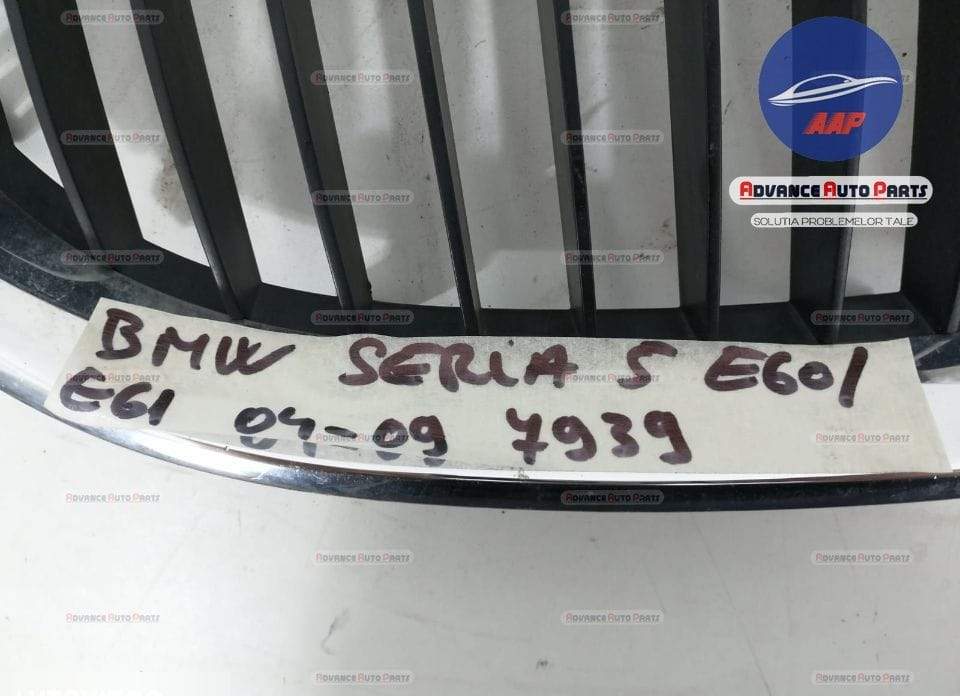 AAP
ADVANCE AUTO PARTS
SOLUTIA PROBLEMELOR TALE
BMW SERIA 5 E60/
E61 04-09 7939